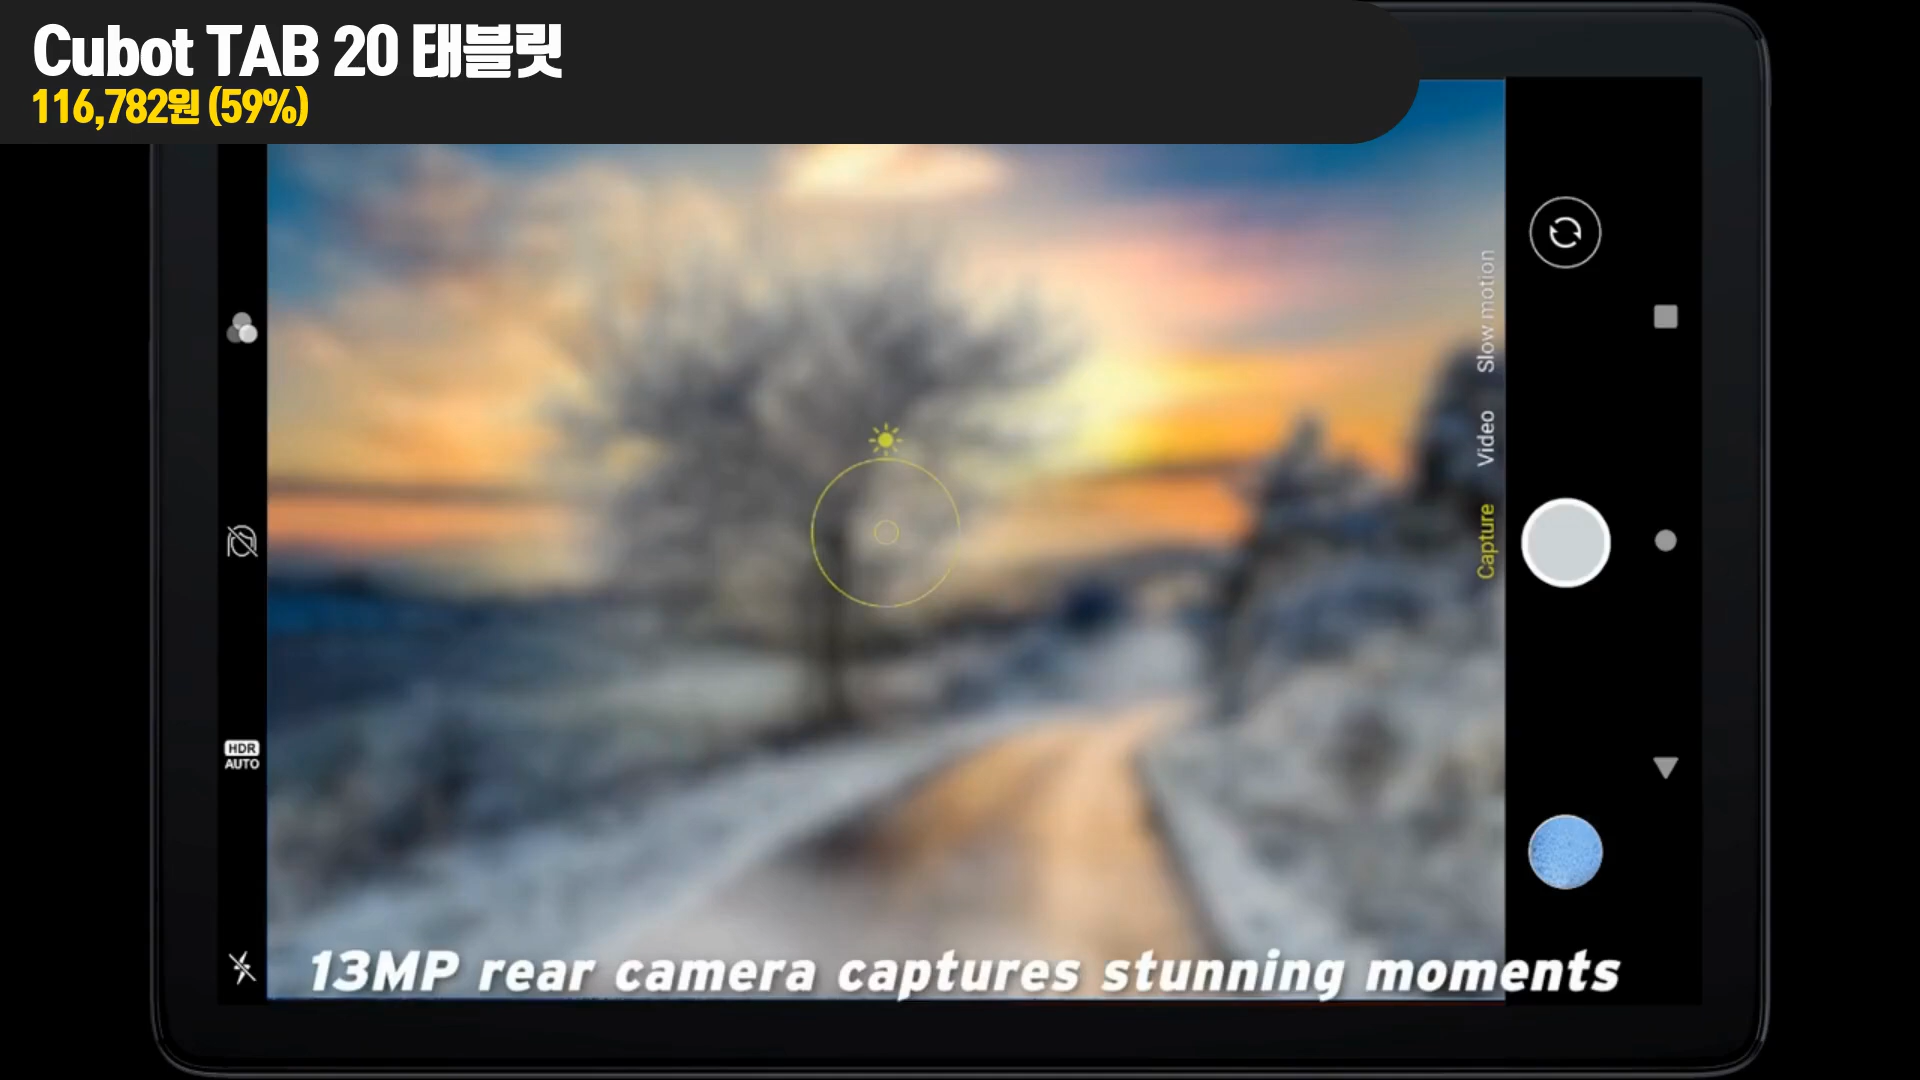 Cubot TAB 20 태블릿
116,782원 (59%)
Slow motion
Video
Capture
HDR
AUTO
13MP rear camera captures stunning moments